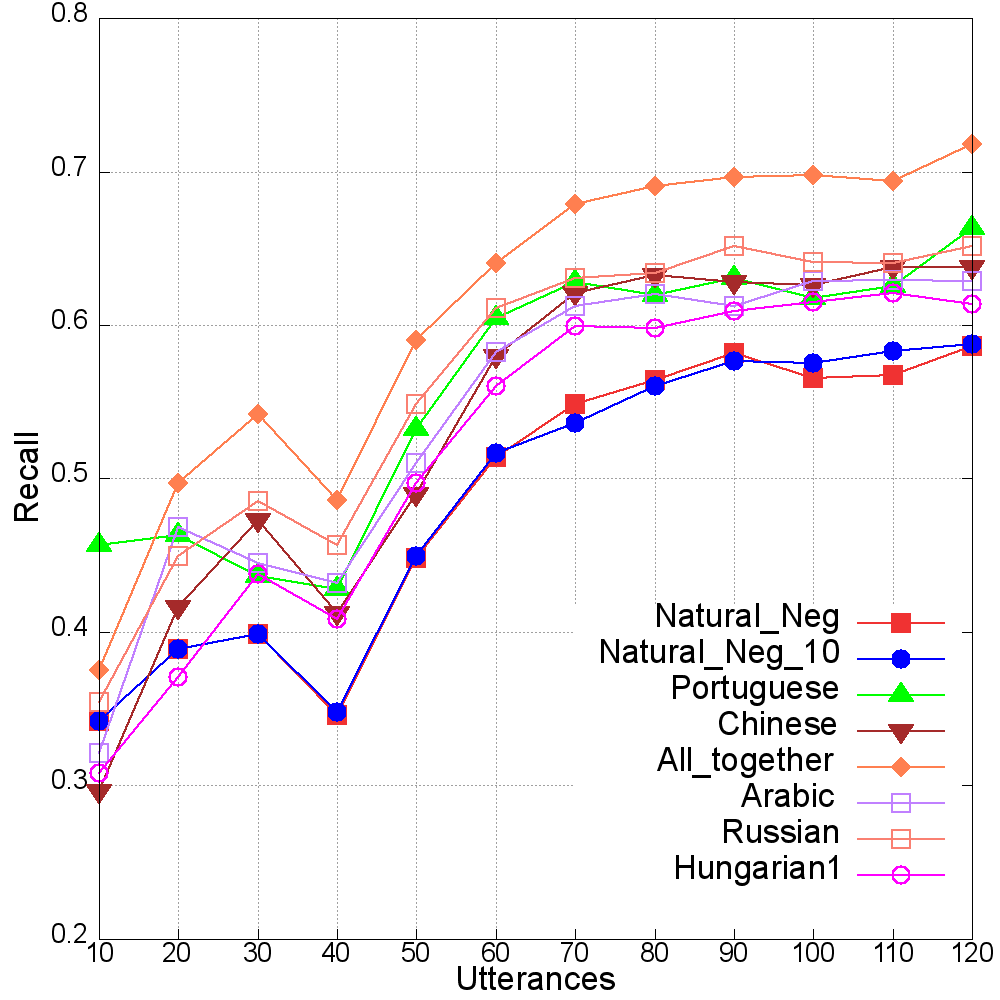 0.8
0.7
0.6
0.5
0.4
0.3
0.2
Recall
Natural_Neg
Natural_Neg_10
Portuguese
Chinese
All_together
Arabic
Russian
Hungarian1
10 20 30 40 50 60 70 80 90 100 110 120
Utterances